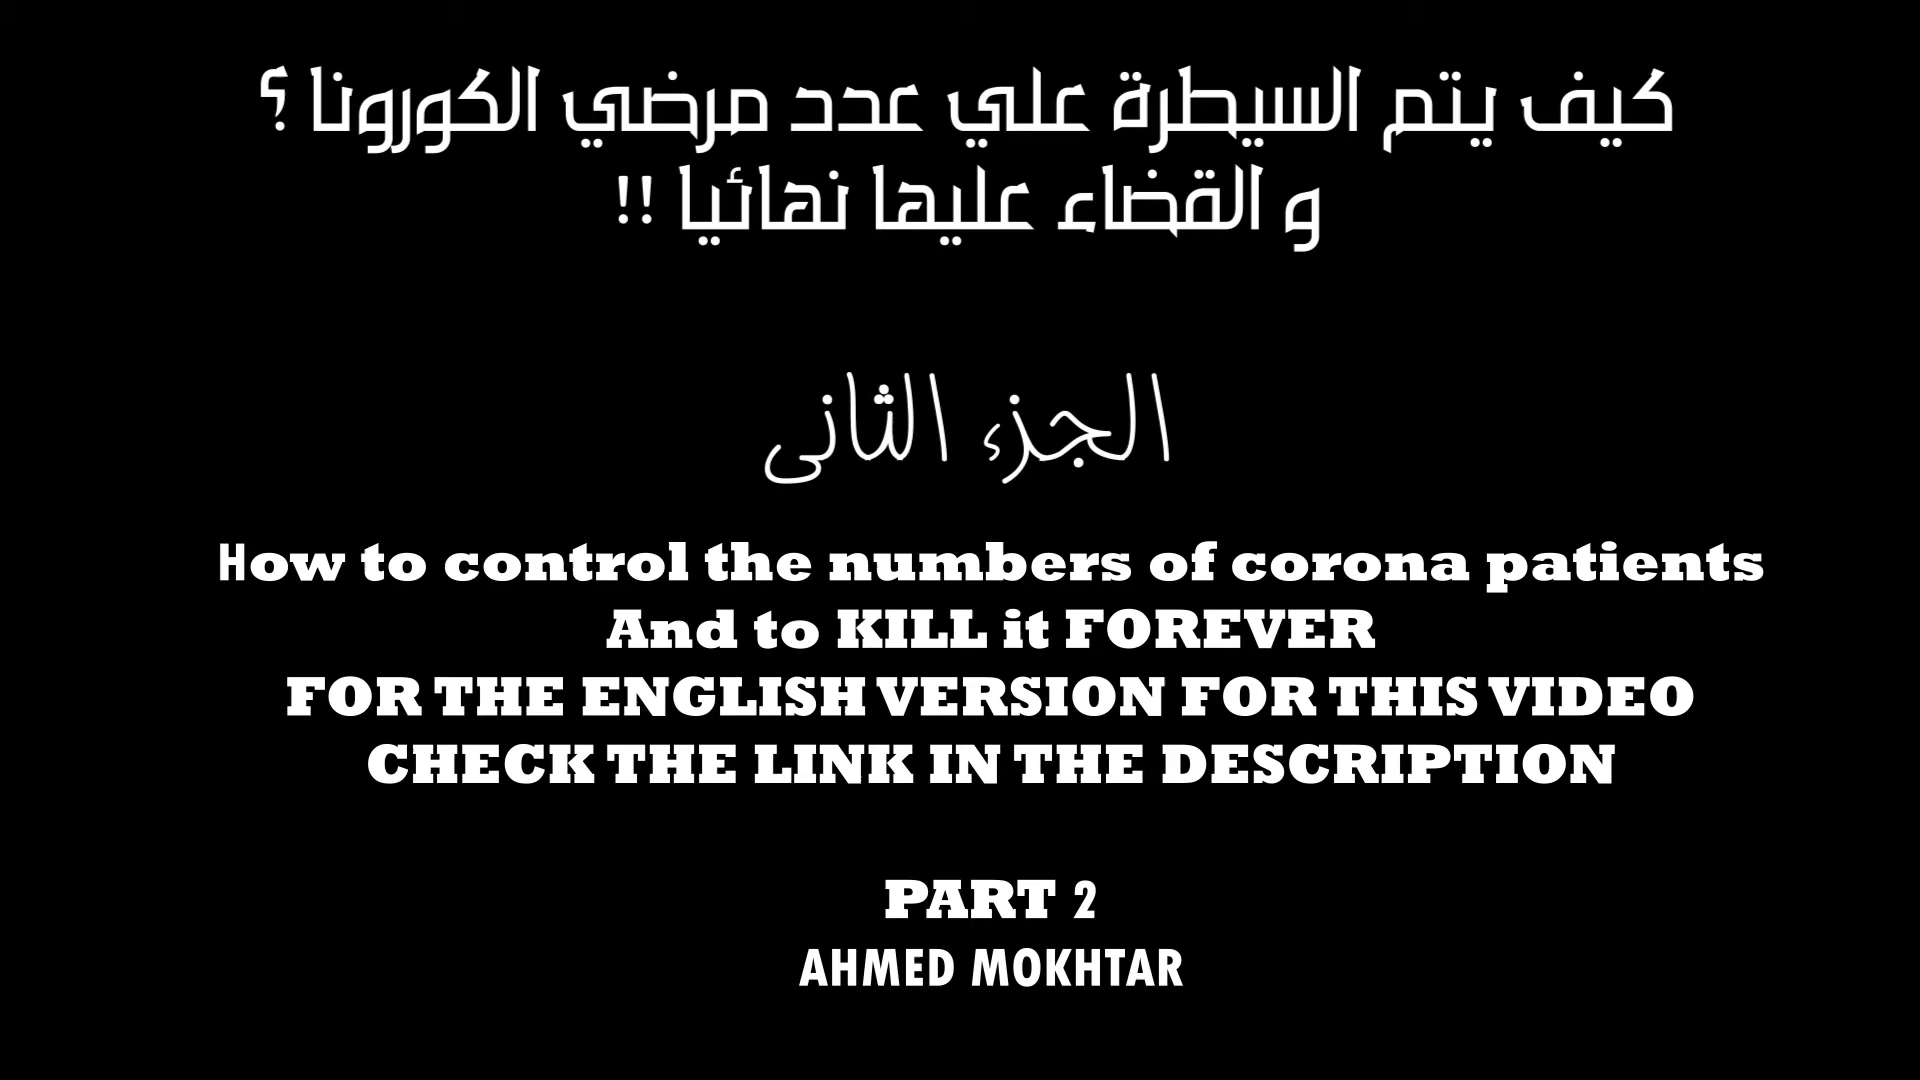 كيف يتم السيطرة علي عدد مرضي الكورونا ؟
و القضاء عليها نهائيا !!
الجزء الثانى
How to control the numbers of corona patients
And to KILL it FOREVER
FOR THE ENGLISH VERSION FOR THIS VIDEO
CHECK THE LINK IN THE DESCRIPTION
PART 2
AHMED MOKHTAR